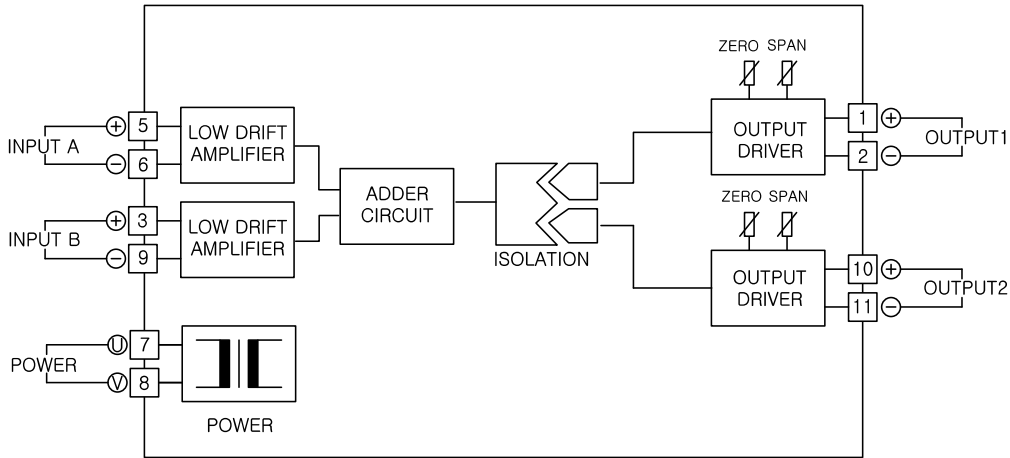 ZERO SPAN
INPUT A
+ 5
− 6
LOW DRIFT
AMPLIFIER
INPUT B
+ 3
− 9
LOW DRIFT
AMPLIFIER
ADDER
CIRCUIT
ISOLATION
OUTPUT
DRIVER
1 +
2 −
OUTPUT1
ZERO SPAN
OUTPUT
DRIVER
10 +
11 −
OUTPUT2
POWER
U 7
V 8
POWER